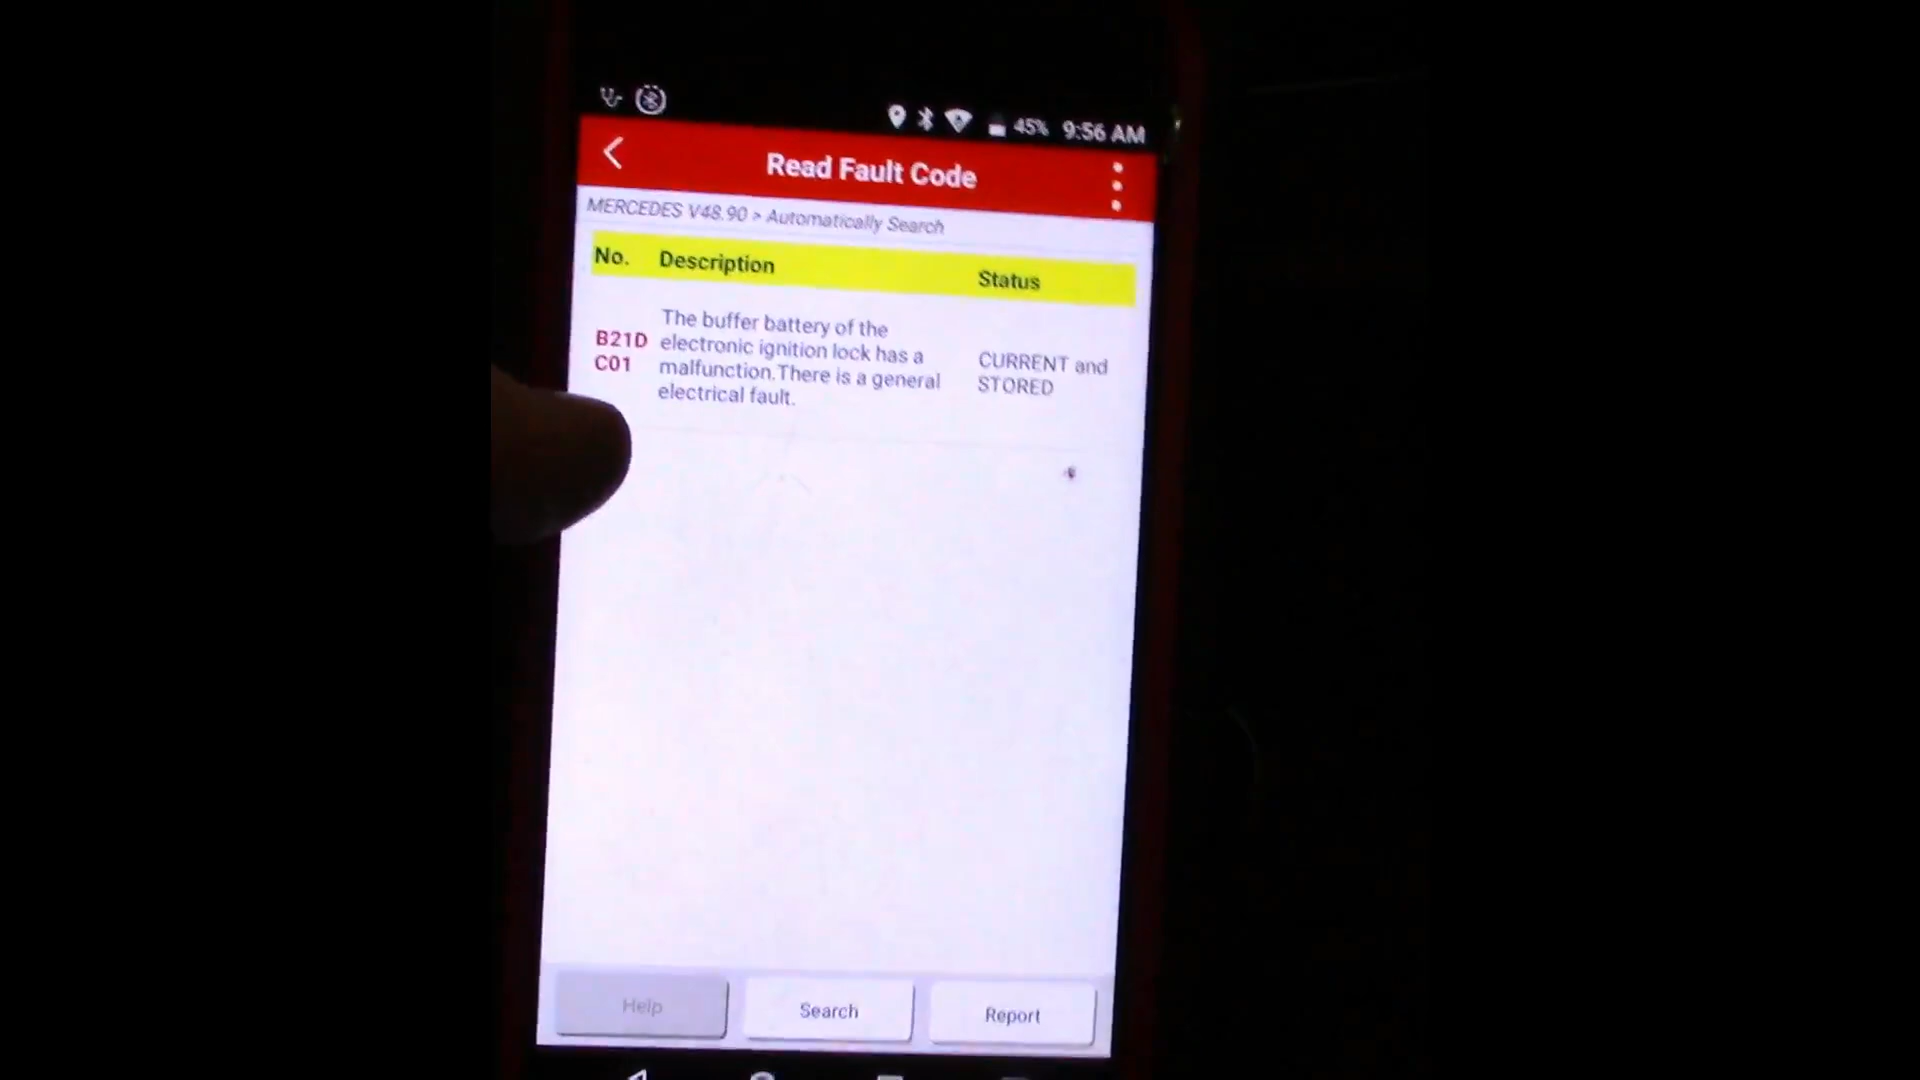 45% 9:56 AM
Read Fault Code
MERCEDES V48.90 > Automatically Search
No. Description Status
B21D
C01
The buffer battery of the
electronic ignition lock has a
malfunction.There is a general
electrical fault.
CURRENT and
STORED
Help Search Report